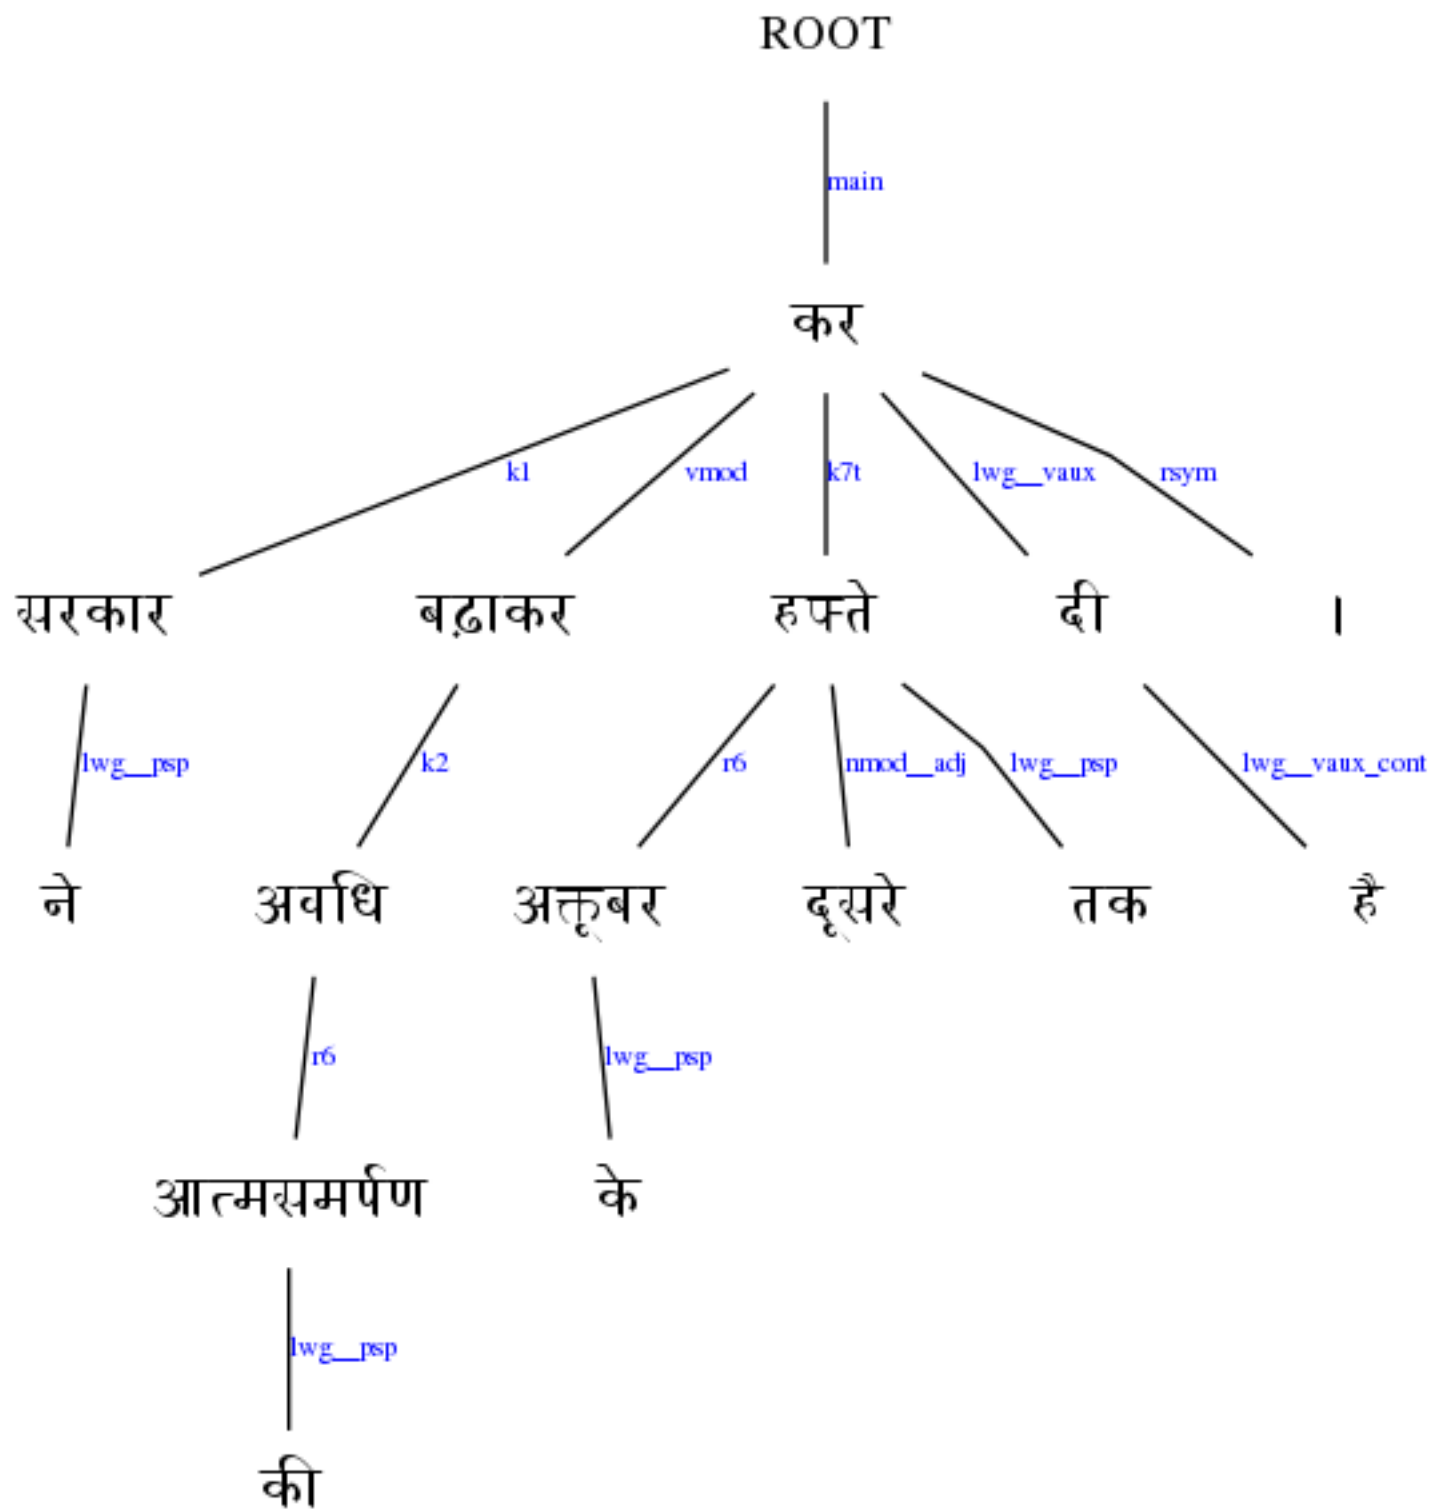 ROOT
main
कर
k1 vmod k7t lwg__vaux rsym
सरकार बढ़ाकर हफ्ते दी ।
lwg__psp k2 r6 nmod__adj lwg__psp lwg__vaux_cont
ने अवधि अक्तूबर दूसरे तक है
r6 lwg__psp
आत्मसमर्पण के
lwg__psp
की